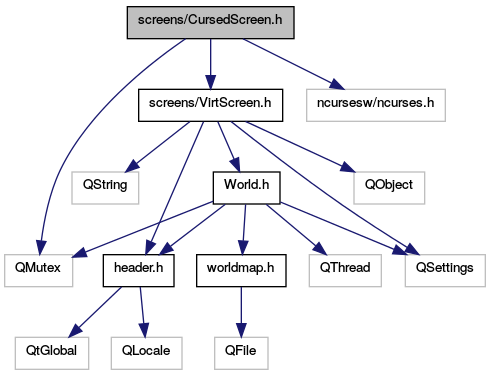 screens/CursedScreen.h
screens/VirtScreen.h
ncursesw/ncurses.h
QString
World.h
QObject
QMutex
header.h
worldmap.h
QThread
QSettings
QtGlobal
QLocale
QFile